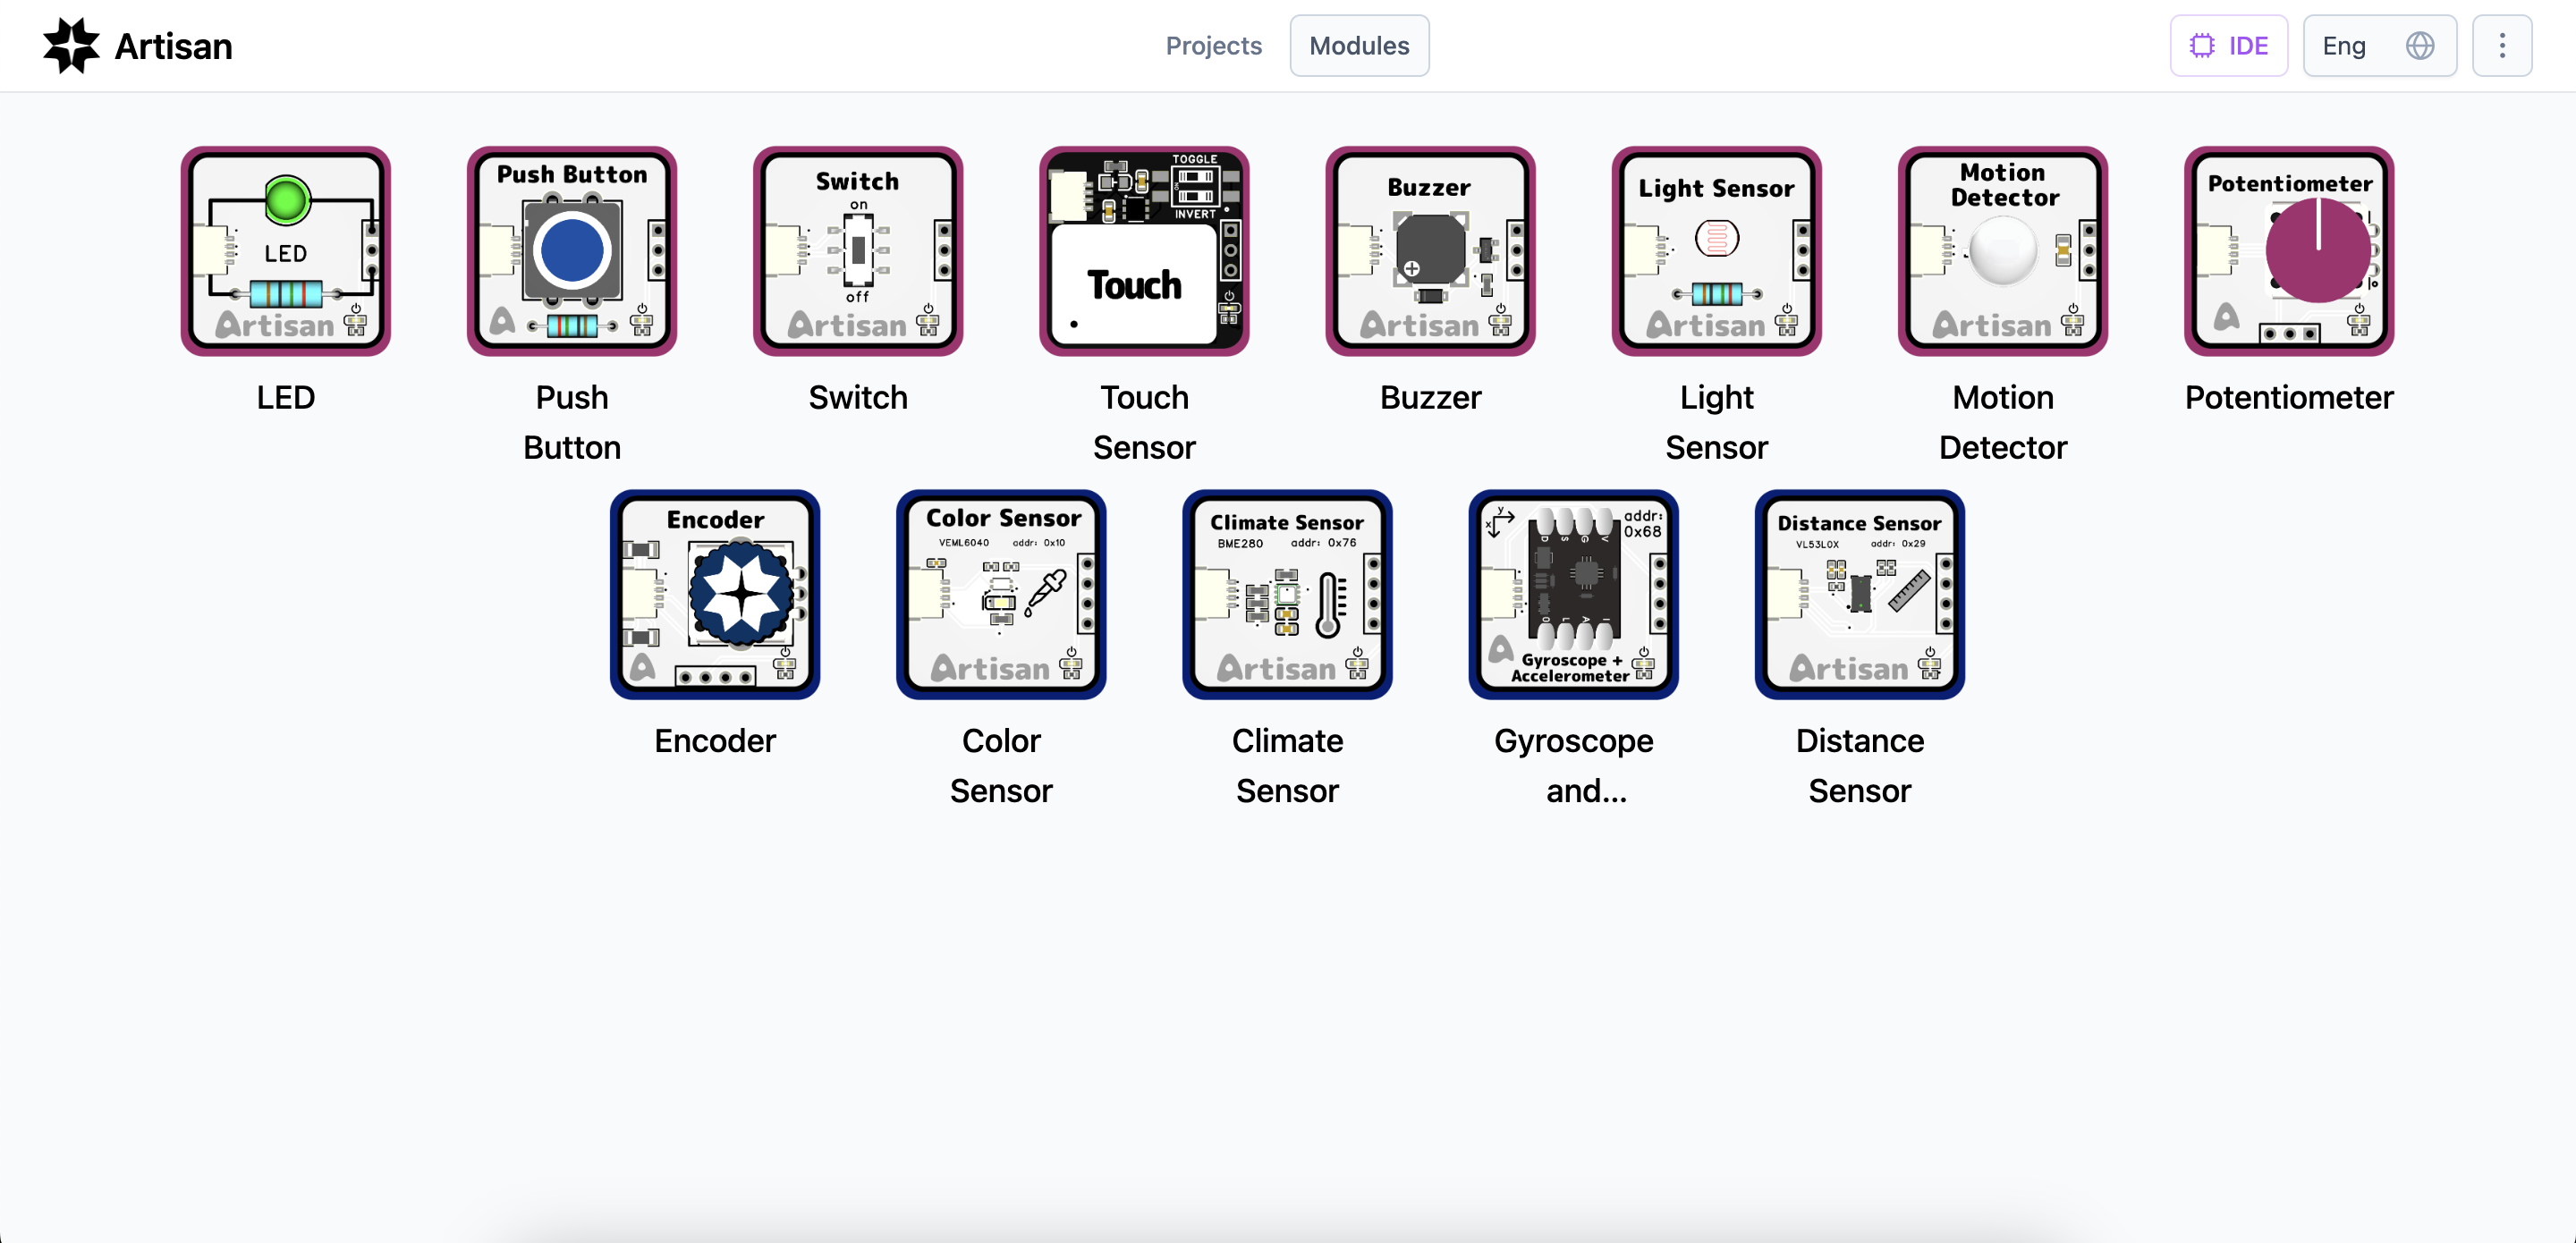 Artisan
Projects
Modules
IDE
Eng
LED
Artisan
Push Button
A
Switch
on
off
Artisan
TOGGLE
INVERT
Touch
Buzzer
Artisan
Light Sensor
Artisan
Motion
Detector
Artisan
Potentiometer
A
LED
Push
Button
Switch
Touch
Sensor
Buzzer
Light
Sensor
Motion
Detector
Potentiometer
Encoder
A
Color Sensor
VEML6040 addr: 0x10
Artisan
Climate Sensor
BME280 addr: 0x76
Artisan
y
x
addr:
0x68
D S G V
A
Gyroscope +
Accelerometer
Distance Sensor
VL53L0X addr: 0x29
Artisan
Encoder
Color
Sensor
Climate
Sensor
Gyroscope
and...
Distance
Sensor